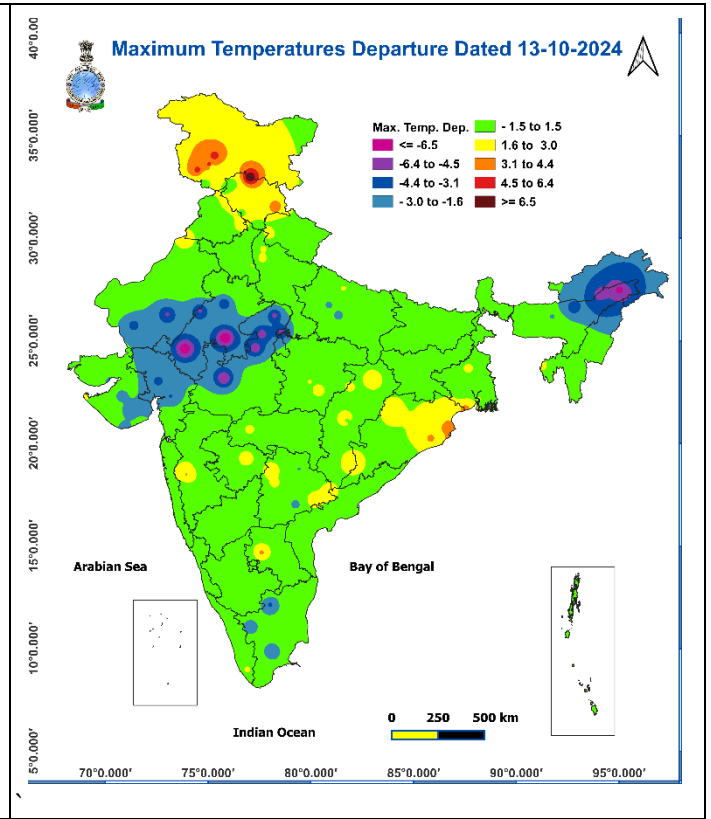 Maximum Temperatures Departure Dated 13-10-2024
Max. Temp. Dep.
<= -6.5
-6.4 to -4.5
-4.4 to -3.1
- 3.0 to -1.6
- 1.5 to 1.5
1.6 to 3.0
3.1 to 4.4
4.5 to 6.4
>= 6.5
40°0.00
35°0.000'
30°0.000'
25°0.000'
20°0.000'
15°0.000'
10°0.000'
5°0.000'
Arabian Sea
Bay of Bengal
Indian Ocean
0 250 500 km
70°0.000' 75°0.000' 80°0.000' 85°0.000' 90°0.000' 95°0.000'
`